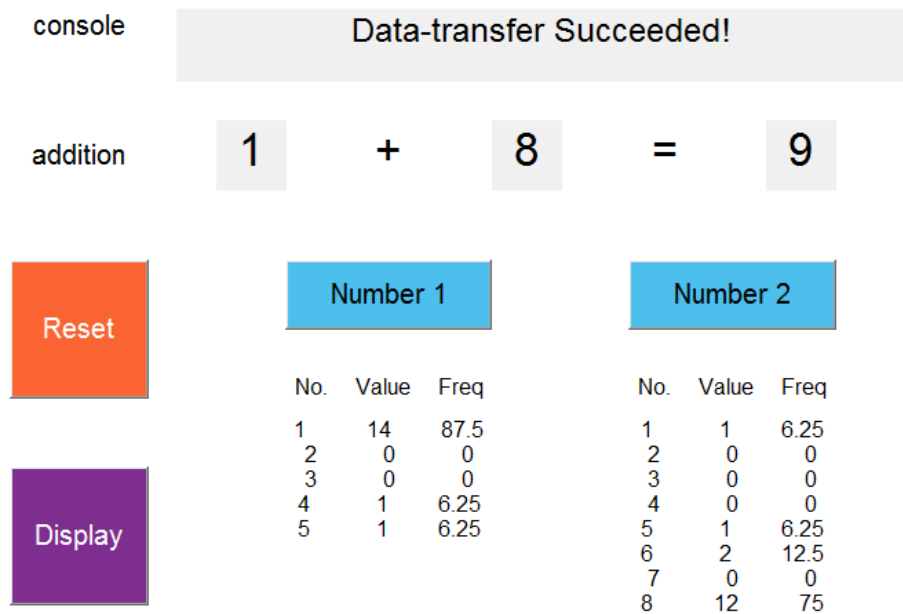 console Data-transfer Succeeded!
addition 1 + 8 = 9
Number 1 Number 2
Reset
No. Value Freq No. Value Freq
1 14 87.5 1 1 6.25
2 0 0 2 0 0
3 0 0 3 0 0
4 1 6.25 4 0 0
5 1 6.25 5 1 6.25
Display
6 2 12.5
7 0 0
8 12 75